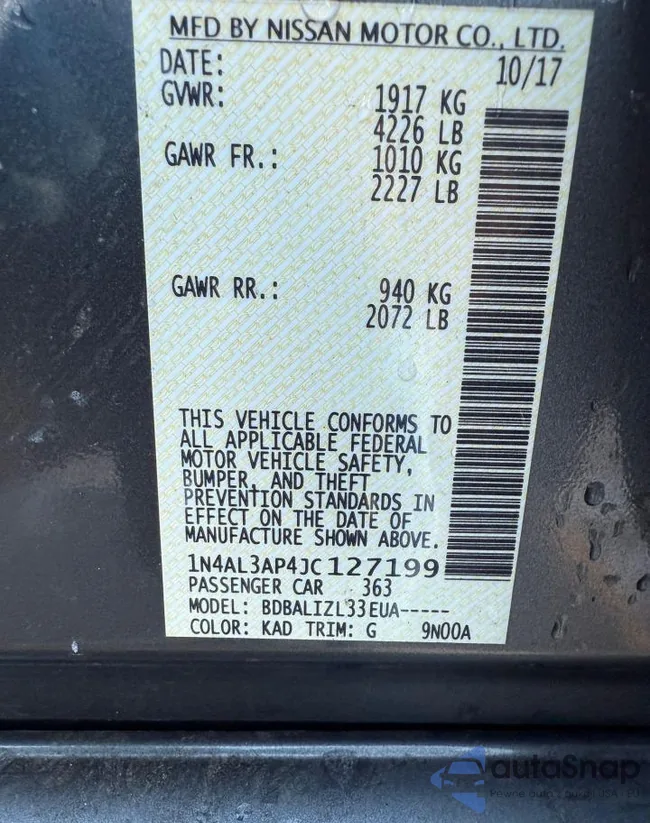 MFD BY NISSAN MOTOR CO., LTD.
DATE: 10/17
GVWR: 1917 KG
4226 LB
GAWR FR.: 1010 KG
2227 LB
GAWR RR.: 940 KG
2072 LB
THIS VEHICLE CONFORMS TO
ALL APPLICABLE FEDERAL
MOTOR VEHICLE SAFETY,
BUMPER, AND THEFT
PREVENTION STANDARDS IN
EFFECT ON THE DATE OF
MANUFACTURE SHOWN ABOVE.
1N4AL3AP4JC127199
PASSENGER CAR 363
MODEL: BDBALIZL33EUA-----
COLOR: KAD TRIM: G 9N00A
autoSnap
Pewne auto z